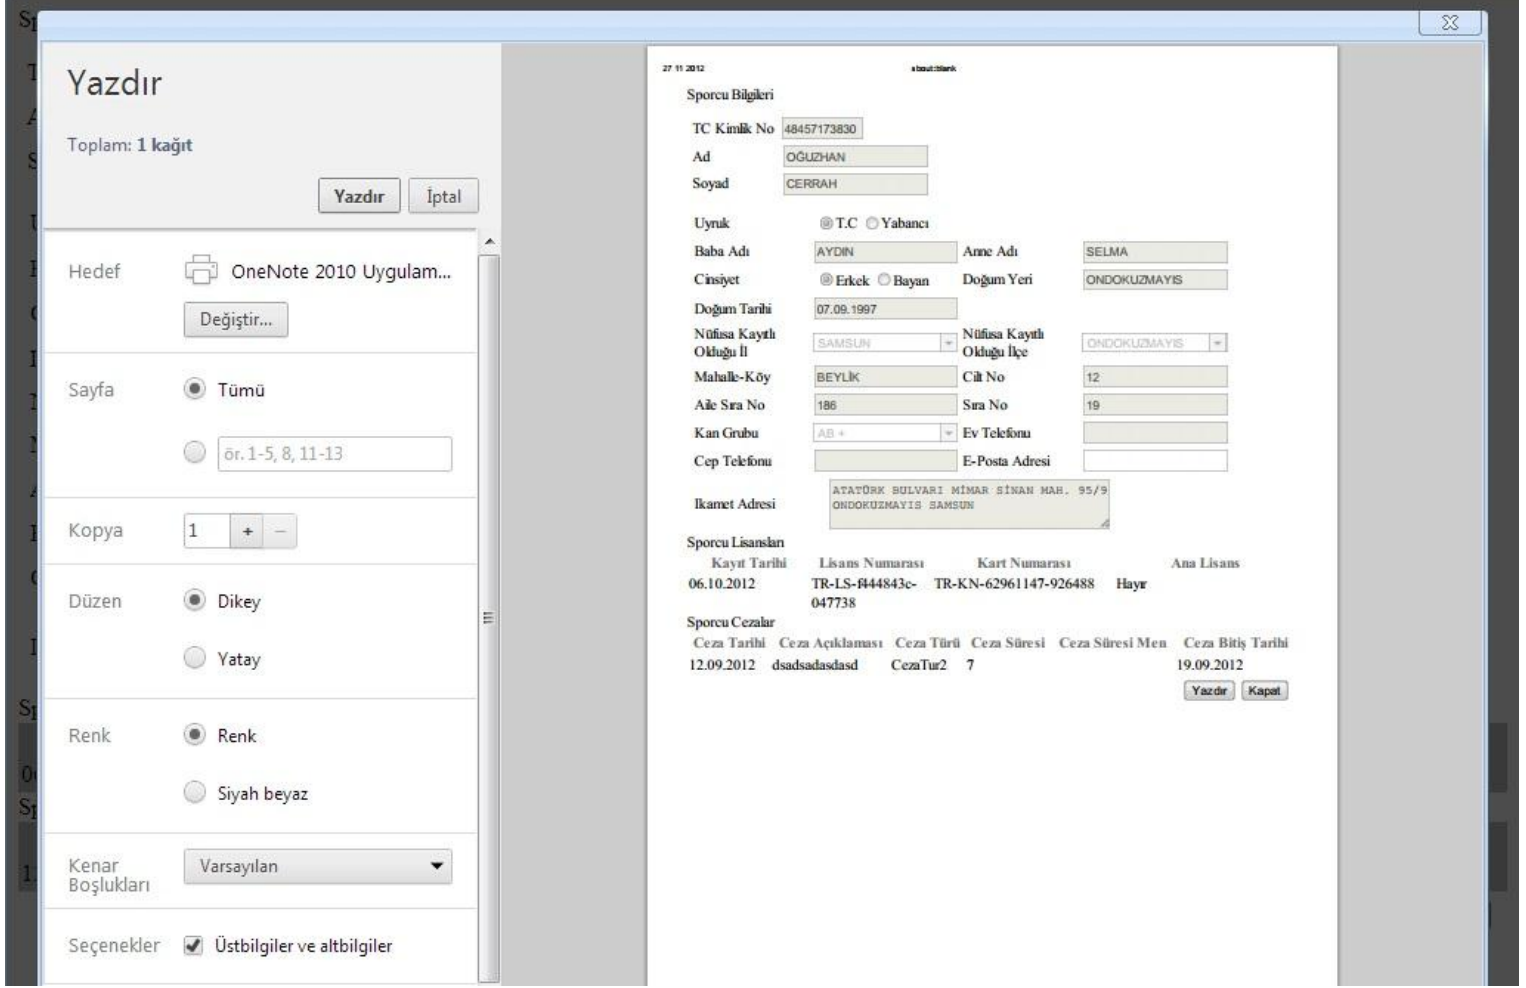 Yazdır
Toplam: 1 kağıt
Yazdır İptal
Hedef OneNote 2010 Uygulam...
Değiştir...
Sayfa Tümü
ör. 1-5, 8, 11-13
Kopya 1 + −
Düzen Dikey
Yatay
Renk Renk
Siyah beyaz
Kenar Boşlukları Varsayılan
Seçenekler Üstbilgiler ve altbilgiler
27 11 2012 about:blank
Sporcu Bilgileri
TC Kimlik No 48457173830
Ad OĞUZHAN
Soyad CERRAH
Uyruk T.C Yabancı
Baba Adı AYDIN Anne Adı SELMA
Cinsiyet Erkek Bayan Doğum Yeri ONDOKUZMAYIS
Doğum Tarihi 07.09.1997
Nüfusa Kayıtlı Olduğu İl SAMSUN Nüfusa Kayıtlı Olduğu İlçe ONDOKUZMAYIS
Mahalle-Köy BEYLİK Cilt No 12
Aile Sıra No 186 Sıra No 19
Kan Grubu AB + Ev Telefonu
Cep Telefonu E-Posta Adresi
Ikamet Adresi ATATÜRK BULVARI MİMAR SİNAN MAH. 95/9
ONDOKUZMAYIS SAMSUN
Sporcu Lisansları
Kayıt Tarihi Lisans Numarası Kart Numarası Ana Lisans
06.10.2012 TR-LS-f444843c- TR-KN-62961147-926488 Hayır
047738
Sporcu Cezalar
Ceza Tarihi Ceza Açıklaması Ceza Türü Ceza Süresi Ceza Süresi Men Ceza Bitiş Tarihi
12.09.2012 dsadsadasdasd CezaTur2 7 19.09.2012
Yazdır Kapat